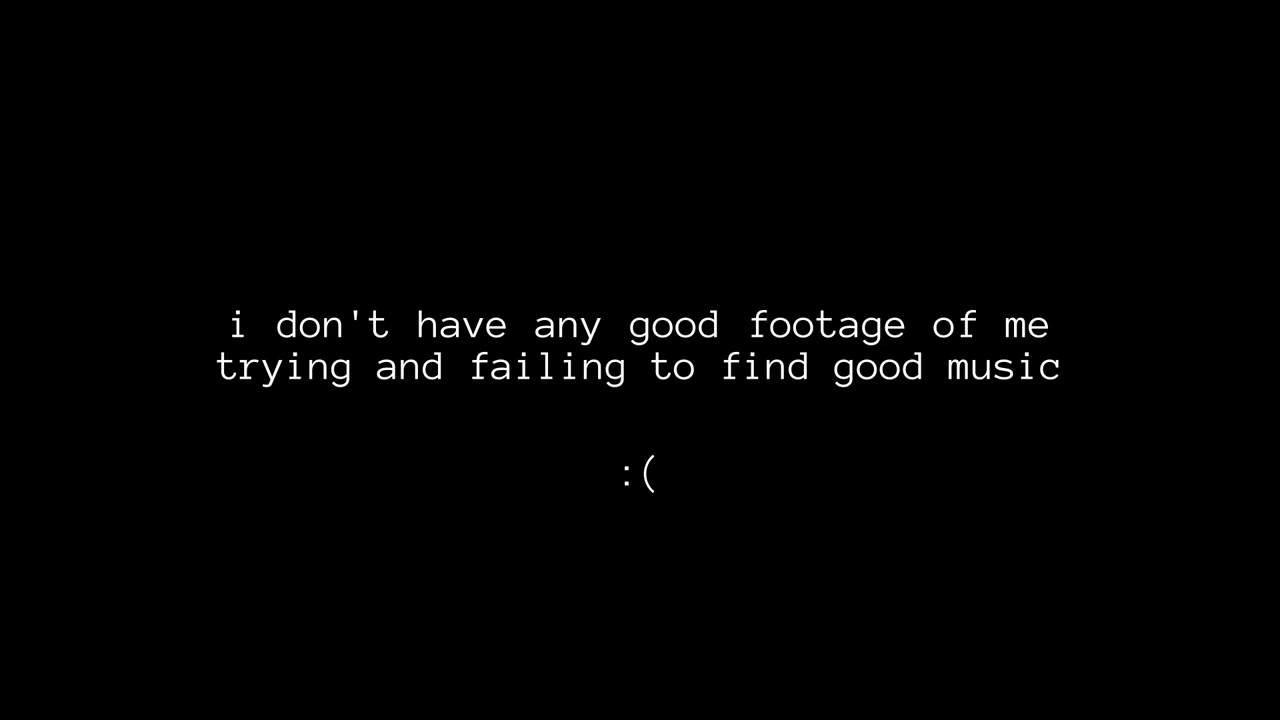 i don't have any good footage of me
trying and failing to find good music
:(